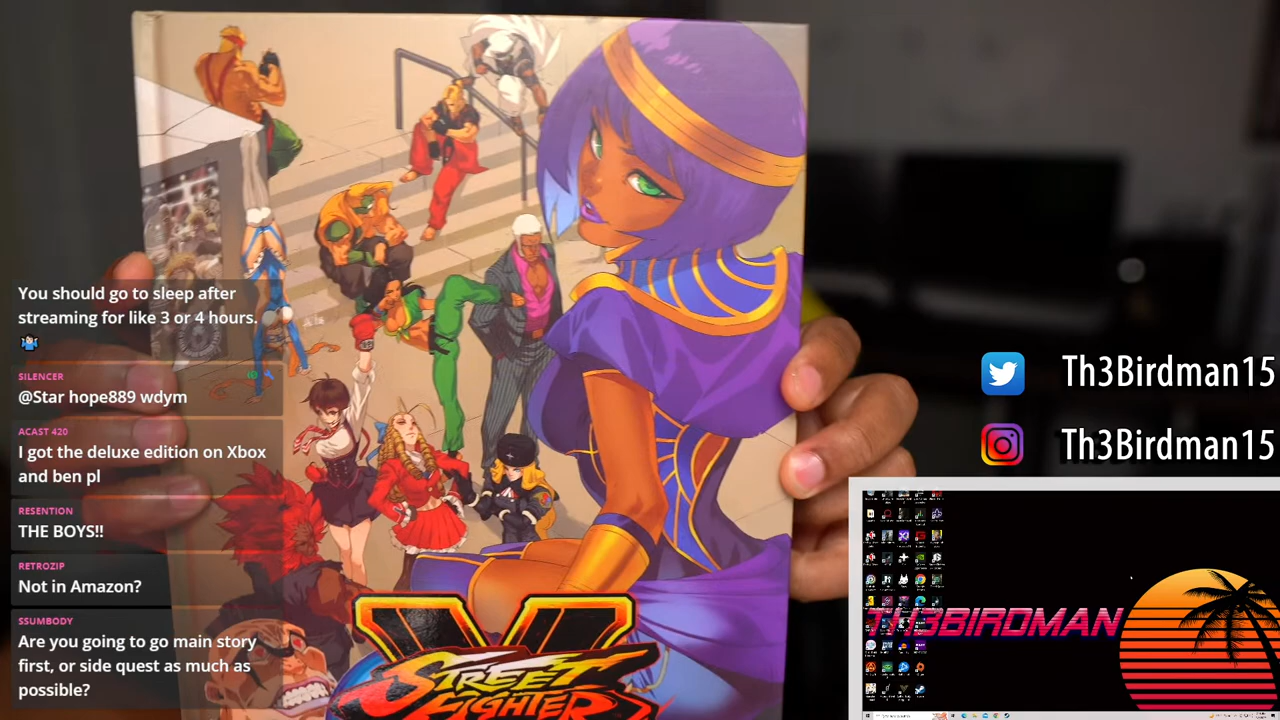 You should go to sleep after
streaming for like 3 or 4 hours.
SILENCER
@Star hope889 wdym
ACAST 420
I got the deluxe edition on Xbox
and ben pl
RESENTION
THE BOYS!!
RETROZIP
Not in Amazon?
SSUMBODY
Are you going to go main story
first, or side quest as much as
possible?
V
STREET
FIGHTER
Th3Birdman15
Th3Birdman15
TH3BIRDMAN